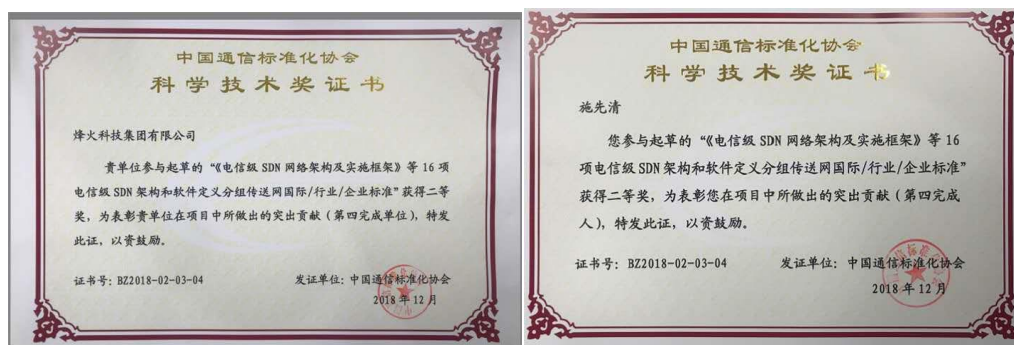 中国通信标准化协会
科学技术奖证书
烽火科技集团有限公司
贵单位参与起草的“《电信级SDN网络架构及实施框架》等16项
电信级SDN架构和软件定义分组传送网国际/行业/企业标准”获得二等
奖，为表彰贵单位在项目中所做出的突出贡献（第四完成单位），特发
此证，以资鼓励。
证书号：BZ2018-02-03-04
发证单位：中国通信标准化协会
2018年12月
中国通信标准化协会
科学技术奖证书
施先清
您参与起草的“《电信级SDN网络架构及实施框架》等16
项电信级SDN架构和软件定义分组传送网国际/行业/企业标准”
获得二等奖，为表彰您在项目中所做出的突出贡献（第四完成
人），特发此证，以资鼓励。
证书号：BZ2018-02-03-04
发证单位：中国通信标准化协会
2018年12月